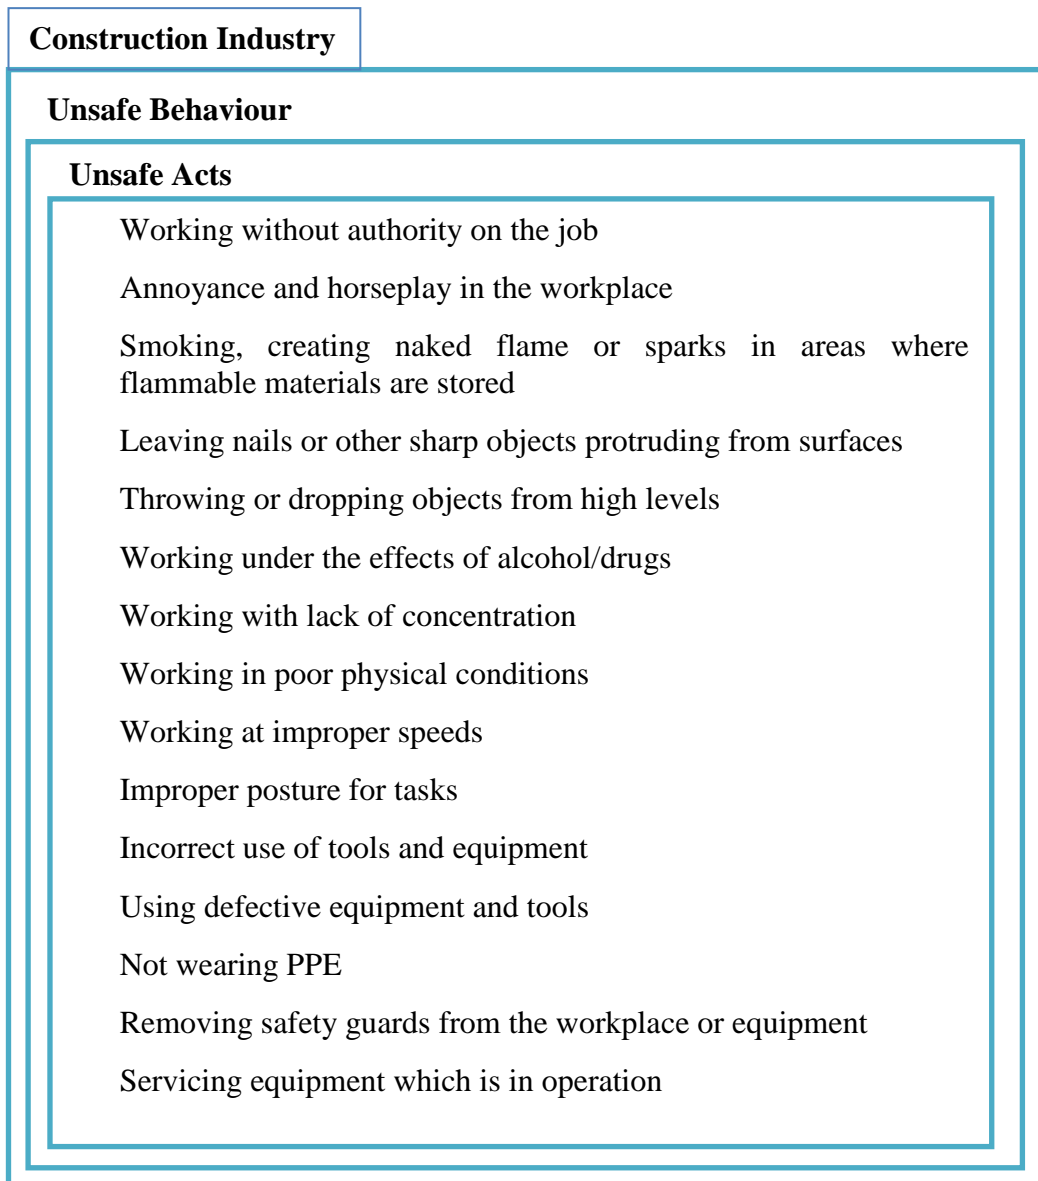 Construction Industry
Unsafe Behaviour
Unsafe Acts
Working without authority on the job
Annoyance and horseplay in the workplace
Smoking, creating naked flame or sparks in areas where
flammable materials are stored
Leaving nails or other sharp objects protruding from surfaces
Throwing or dropping objects from high levels
Working under the effects of alcohol/drugs
Working with lack of concentration
Working in poor physical conditions
Working at improper speeds
Improper posture for tasks
Incorrect use of tools and equipment
Using defective equipment and tools
Not wearing PPE
Removing safety guards from the workplace or equipment
Servicing equipment which is in operation